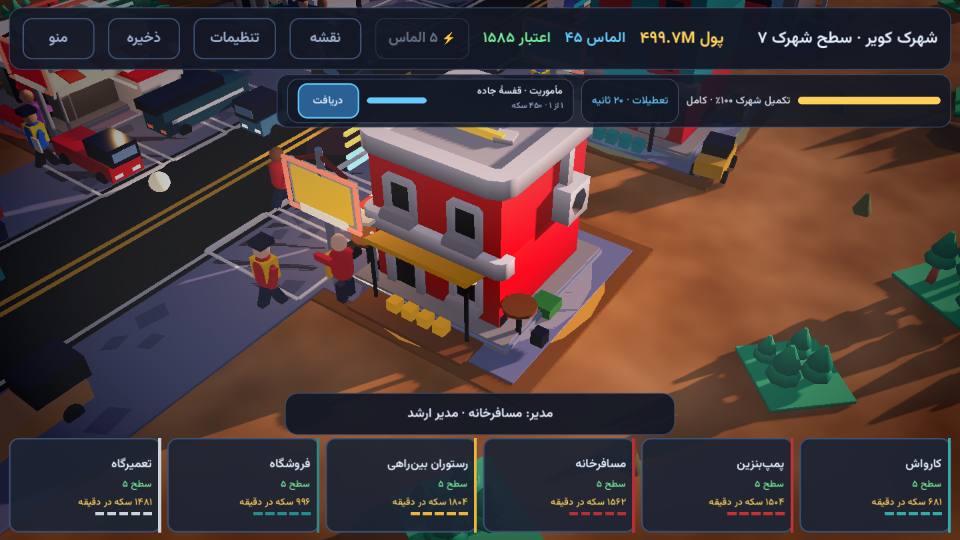 شهرک کویر · سطح شهرک ۷
پول ۴۹۹.۷M
الماس ۴۵
اعتبار ۱۵۸۵
⚡ ۵ الماس
نقشه
تنظیمات
ذخیره
منو
تکمیل شهرک ۱۰۰٪ · کامل
تعطیلات · ۲۰ ثانیه
مأموریت · قفسهٔ جاده
۱ از ۱ · ۴۵۰ سکه
دریافت
مدیر: مسافرخانه · مدیر ارشد
کارواش
سطح ۵
۶۸۱ سکه در دقیقه
پمپ‌بنزین
سطح ۵
۱۵۰۴ سکه در دقیقه
مسافرخانه
سطح ۵
۱۵۶۲ سکه در دقیقه
رستوران بین‌راهی
سطح ۵
۱۸۰۴ سکه در دقیقه
فروشگاه
سطح ۵
۹۹۶ سکه در دقیقه
تعمیرگاه
سطح ۵
۱۴۸۱ سکه در دقیقه